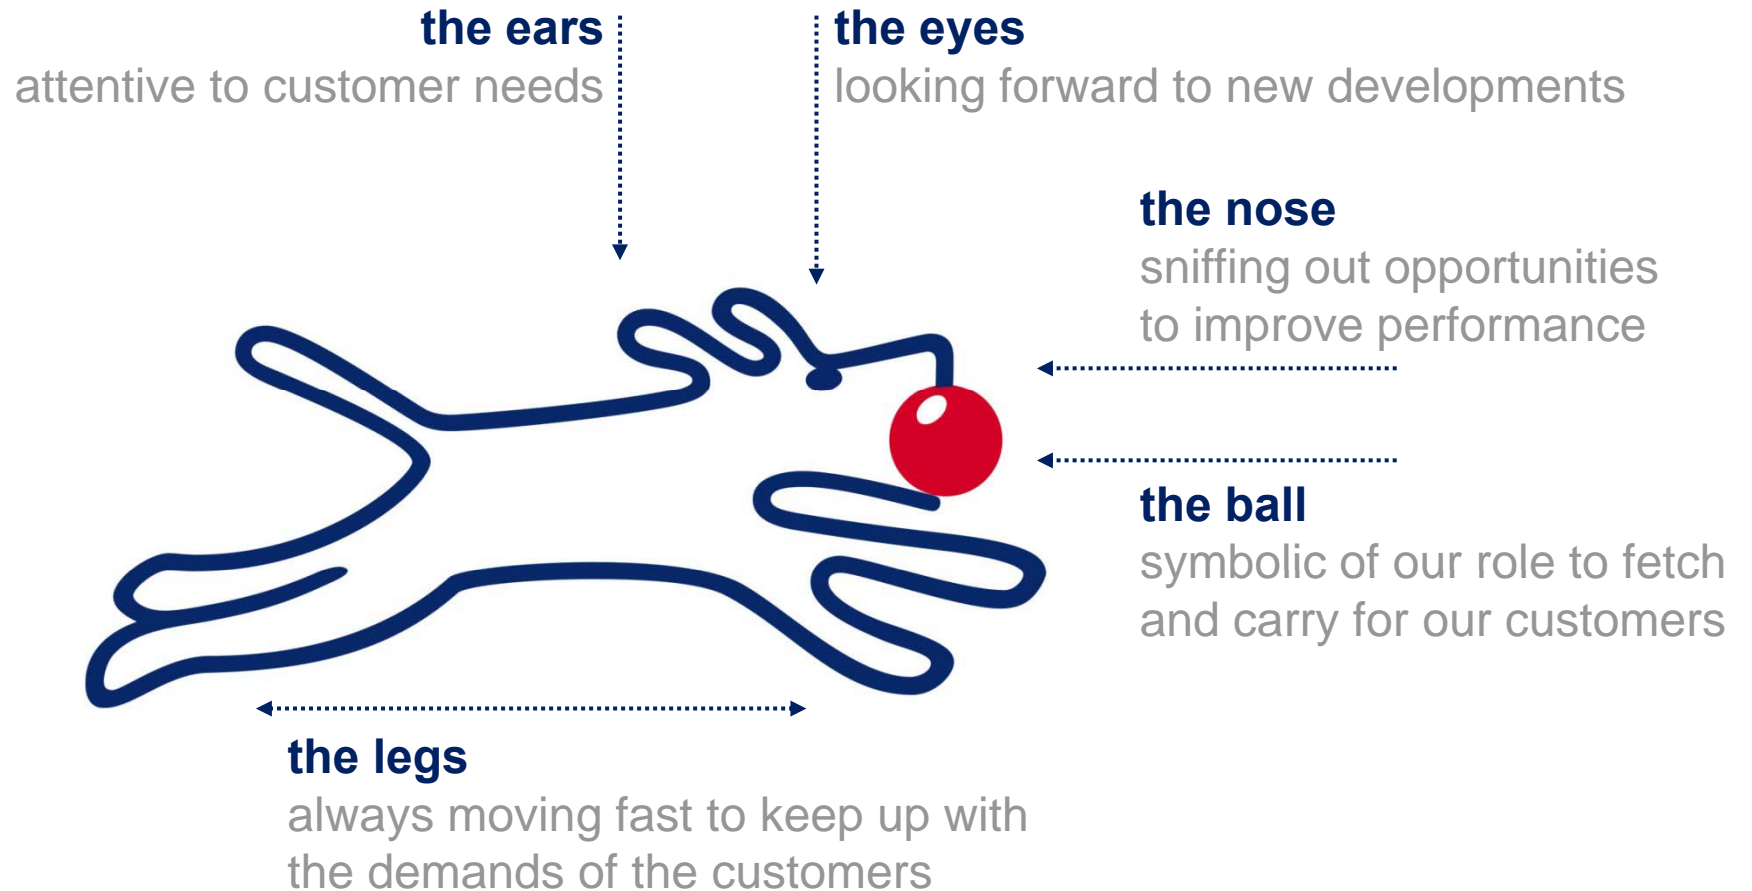 the ears
attentive to customer needs
the eyes
looking forward to new developments
the nose
sniffing out opportunities
to improve performance
the ball
symbolic of our role to fetch
and carry for our customers
the legs
always moving fast to keep up with
the demands of the customers